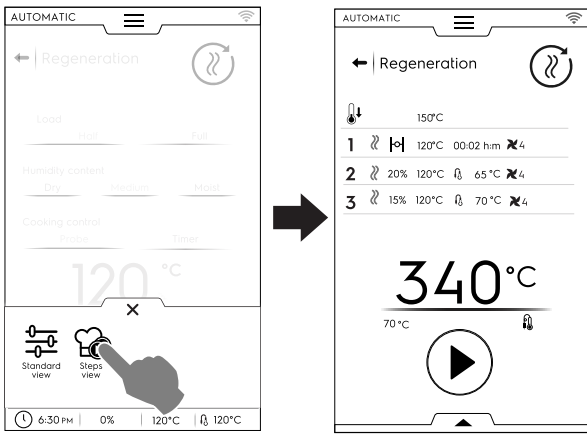 AUTOMATIC
Regeneration
Load
Half Full
Humidity content
Dry Medium Moist
Cooking control
Probe Timer
120 °C
Standard view
Steps view
6:30 PM 0% 120°C 120°C
AUTOMATIC
Regeneration
150°C
1 120°C 00:02 h:m 4
2 20% 120°C 65 °C 4
3 15% 120°C 70 °C 4
340 °C
70 °C